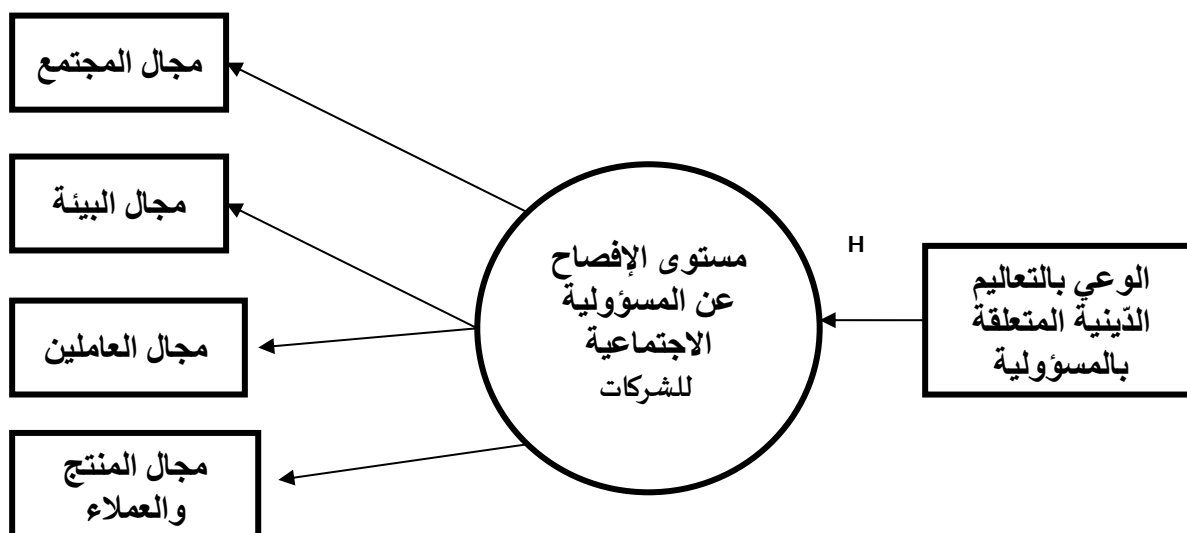 الوعي بالتعاليم
الدّينية المتعلقة
بالمسؤولية
H
مستوى الإفصاح
عن المسؤولية
الاجتماعية
للشركات
مجال المجتمع
مجال البيئة
مجال العاملين
مجال المنتج
والعملاء